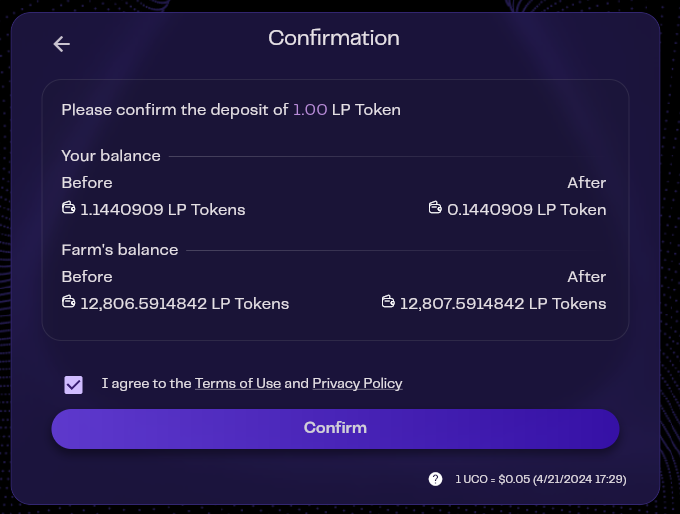 Confirmation
Please confirm the deposit of 1.00 LP Token
Your balance
Before After
1.1440909 LP Tokens 0.1440909 LP Token
Farm's balance
Before After
12,806.5914842 LP Tokens 12,807.5914842 LP Tokens
I agree to the Terms of Use and Privacy Policy
Confirm
? 1 UCO = $0.05 (4/21/2024 17:29)